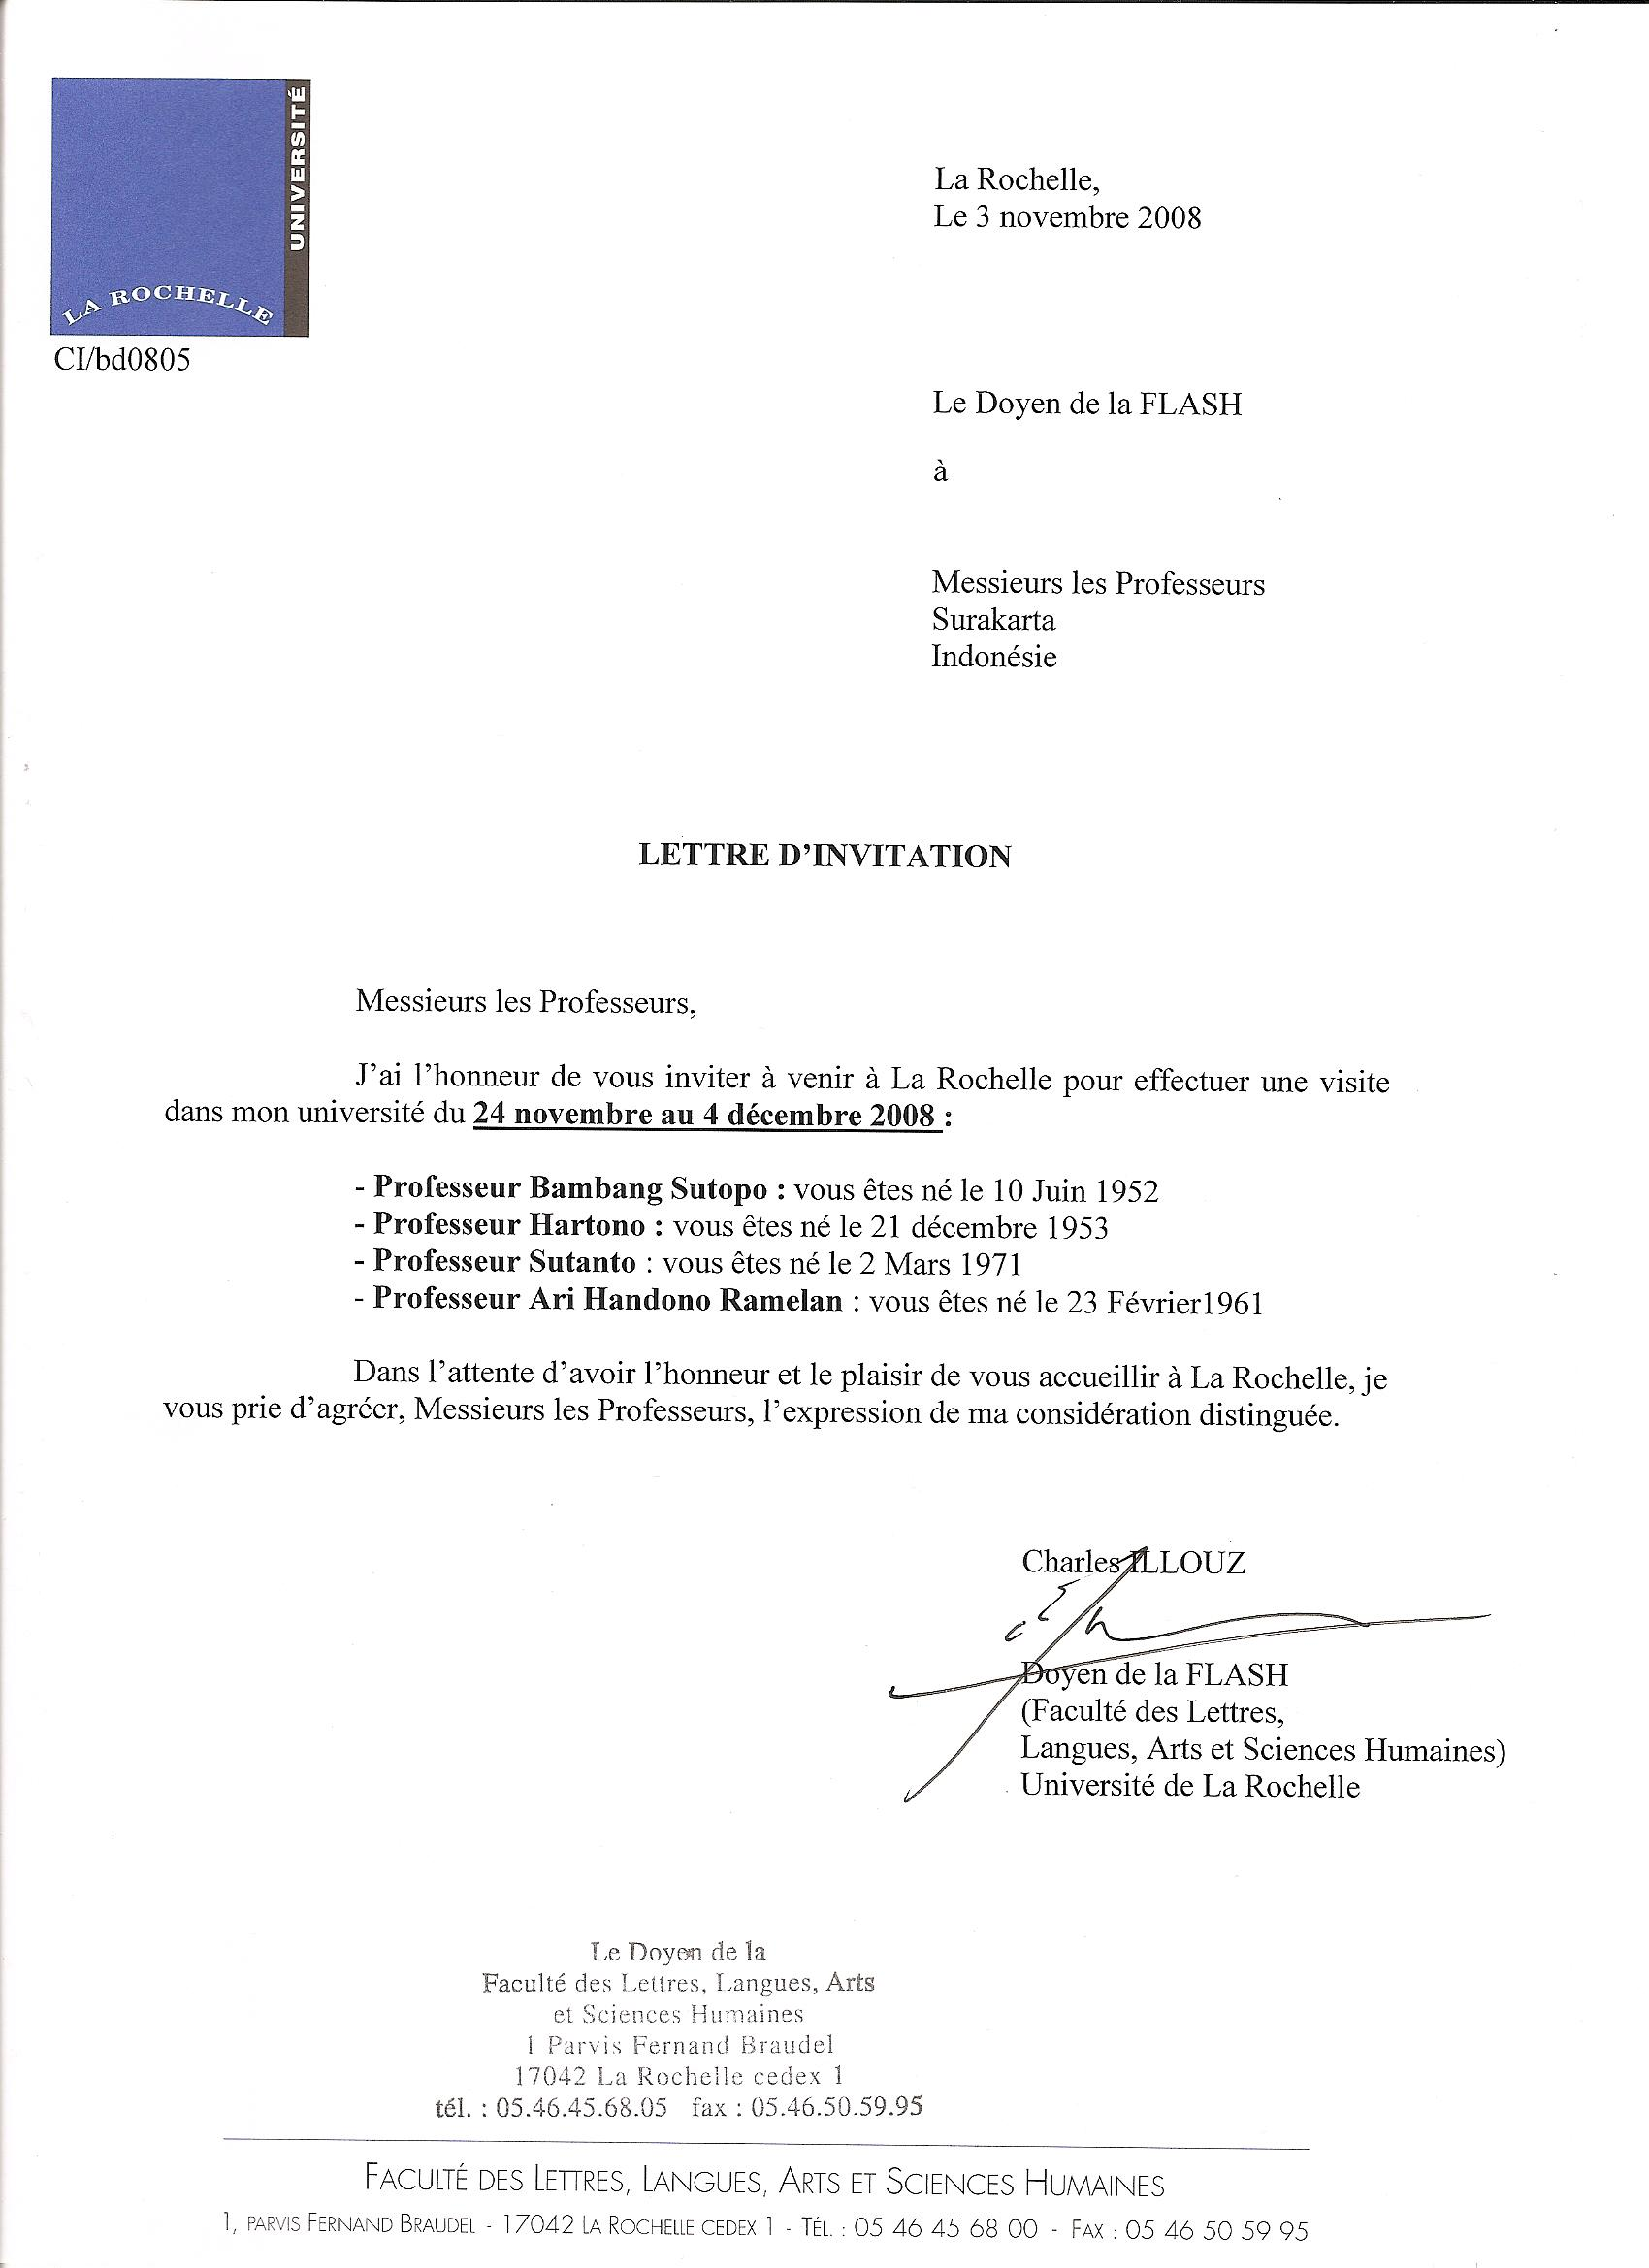 UNIVERSITÉ
LA ROCHELLE
CI/bd0805
La Rochelle,
Le 3 novembre 2008
Le Doyen de la FLASH
à
Messieurs les Professeurs
Surakarta
Indonésie
LETTRE D'INVITATION
Messieurs les Professeurs,
J'ai l'honneur de vous inviter à venir à La Rochelle pour effectuer une visite
dans mon université du 24 novembre au 4 décembre 2008 :
- Professeur Bambang Sutopo : vous êtes né le 10 Juin 1952
- Professeur Hartono : vous êtes né le 21 décembre 1953
- Professeur Sutanto : vous êtes né le 2 Mars 1971
- Professeur Ari Handono Ramelan : vous êtes né le 23 Février1961
Dans l'attente d'avoir l'honneur et le plaisir de vous accueillir à La Rochelle, je
vous prie d'agréer, Messieurs les Professeurs, l'expression de ma considération distinguée.
Charles ILLOUZ
Doyen de la FLASH
(Faculté des Lettres,
Langues, Arts et Sciences Humaines)
Université de La Rochelle
Le Doyen de la
Faculté des Lettres, Langues, Arts
et Sciences Humaines
1 Parvis Fernand Braudel
17042 La Rochelle cedex 1
tél. : 05.46.45.68.05 fax : 05.46.50.59.95
FACULTÉ DES LETTRES, LANGUES, ARTS ET SCIENCES HUMAINES
1, PARVIS FERNAND BRAUDEL - 17042 LA ROCHELLE CEDEX 1 - TÉL. : 05 46 45 68 00 - FAX : 05 46 50 59 95